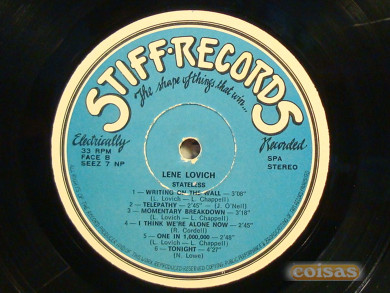 STIFF·RECORDS
The shape of things that win...
Electrically
Recorded
33 RPM
FACE B
SEEZ 7 NP
SPA
STEREO
LENE LOVICH
STATELESS
1 — WRITING ON THE WALL — 3'08"
(L. Lovich — L. Chappell)
2 — TELEPATHY — 2'45" — (J. O'Neil)
3 — MOMENTARY BREAKDOWN — 3'18"
(L. Lovich — L. Chappell)
4 — I THINK WE'RE ALONE NOW — 2'45"
(R. Cordell)
5 — ONE IN 1,000,000 — 2'48"
(L. Lovich — L. Chappell)
6 — TONIGHT — 4'27"
(N. Lowe)
coisas